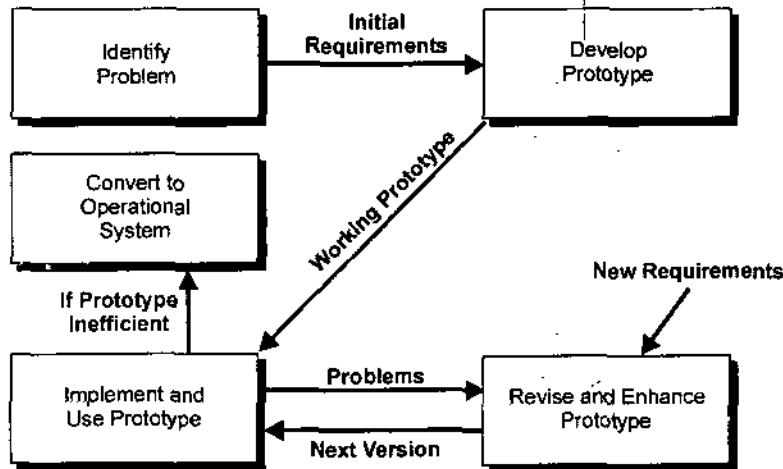 Identify
Problem
Initial
Requirements
Develop
Prototype
Convert to
Operational
System
Working Prototype
New Requirements
If Prototype
Inefficient
Implement and
Use Prototype
Problems
Next Version
Revise and Enhance
Prototype